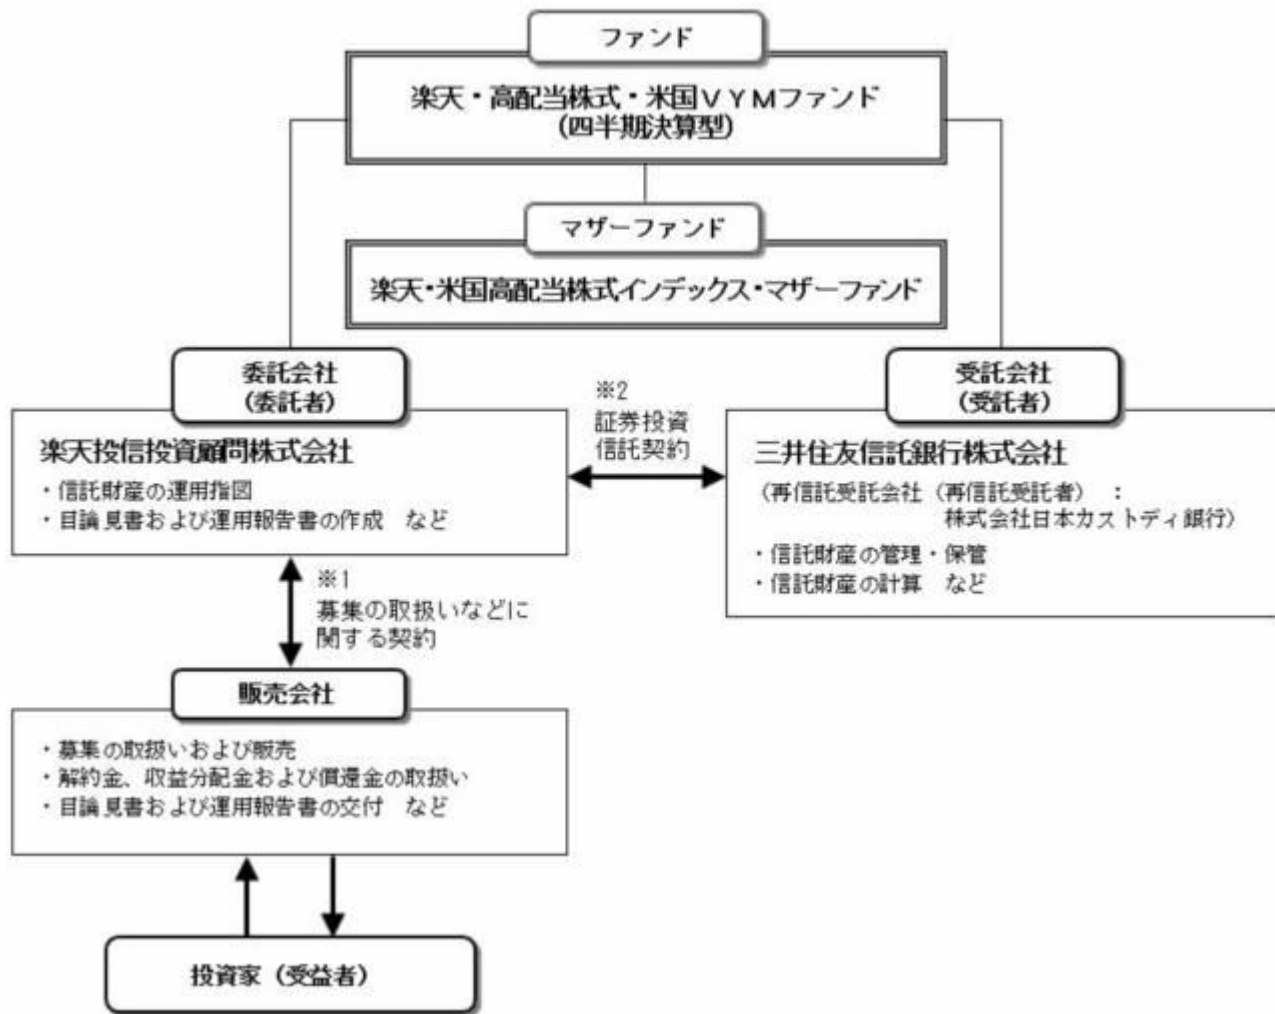 ファンド
楽天・高配当株式・米国ＶＹＭファンド
(四半期決算型)
マザーファンド
楽天・米国高配当株式インデックス・マザーファンド
委託会社
(委託者)
楽天投信投資顧問株式会社
・信託財産の運用指図
・目論見書および運用報告書の作成　など
※2
証券投資
信託契約
受託会社
(受託者)
三井住友信託銀行株式会社
（再信託受託会社（再信託受託者）　：
株式会社日本カストディ銀行）
・信託財産の管理・保管
・信託財産の計算　など
※1
募集の取扱いなどに
関する契約
販売会社
・募集の取扱いおよび販売
・解約金、収益分配金および償還金の取扱い
・目論見書および運用報告書の交付　など
投資家（受益者）